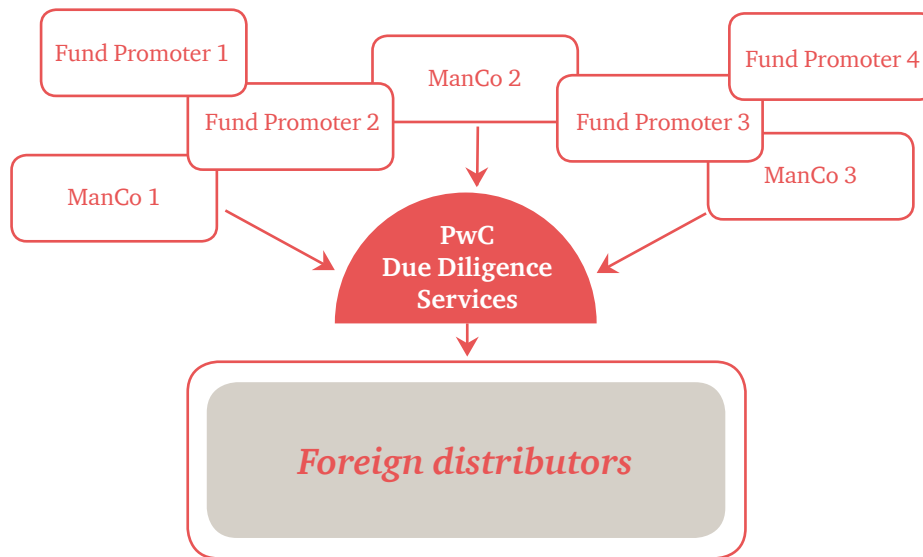 Fund Promoter 1
ManCo 2
Fund Promoter 4
Fund Promoter 2
Fund Promoter 3
ManCo 1
ManCo 3
PwC
Due Diligence
Services
Foreign distributors